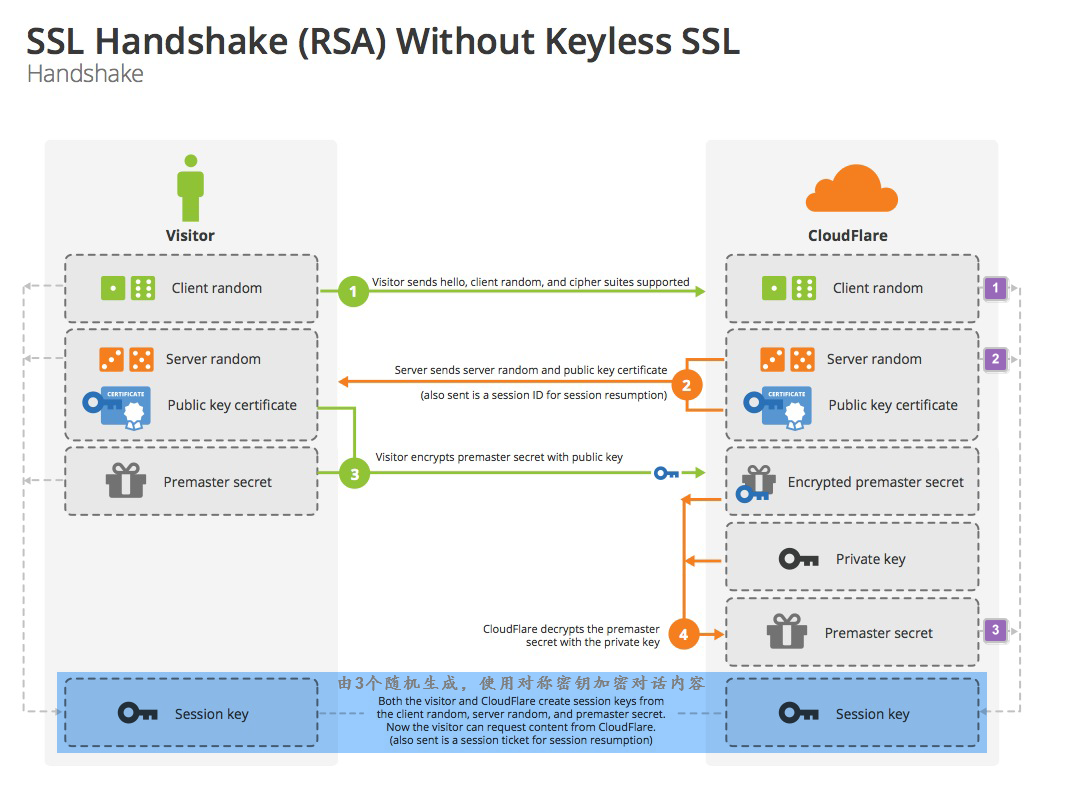 SSL Handshake (RSA) Without Keyless SSL
Handshake
Visitor
CloudFlare
Client random
1
Visitor sends hello, client random, and cipher suites supported
Client random
1
Server random
Server random
2
Server sends server random and public key certificate
2
(also sent is a session ID for session resumption)
CERTIFICATE
Public key certificate
CERTIFICATE
Public key certificate
Visitor encrypts premaster secret with public key
3
Premaster secret
Encrypted premaster secret
Private key
CloudFlare decrypts the premaster
secret with the private key
4
Premaster secret
3
由3个随机生成，使用对称密钥加密对话内容
Session key
Both the visitor and CloudFlare create session keys from
the client random, server random, and premaster secret.
Now the visitor can request content from CloudFlare.
(also sent is a session ticket for session resumption)
Session key